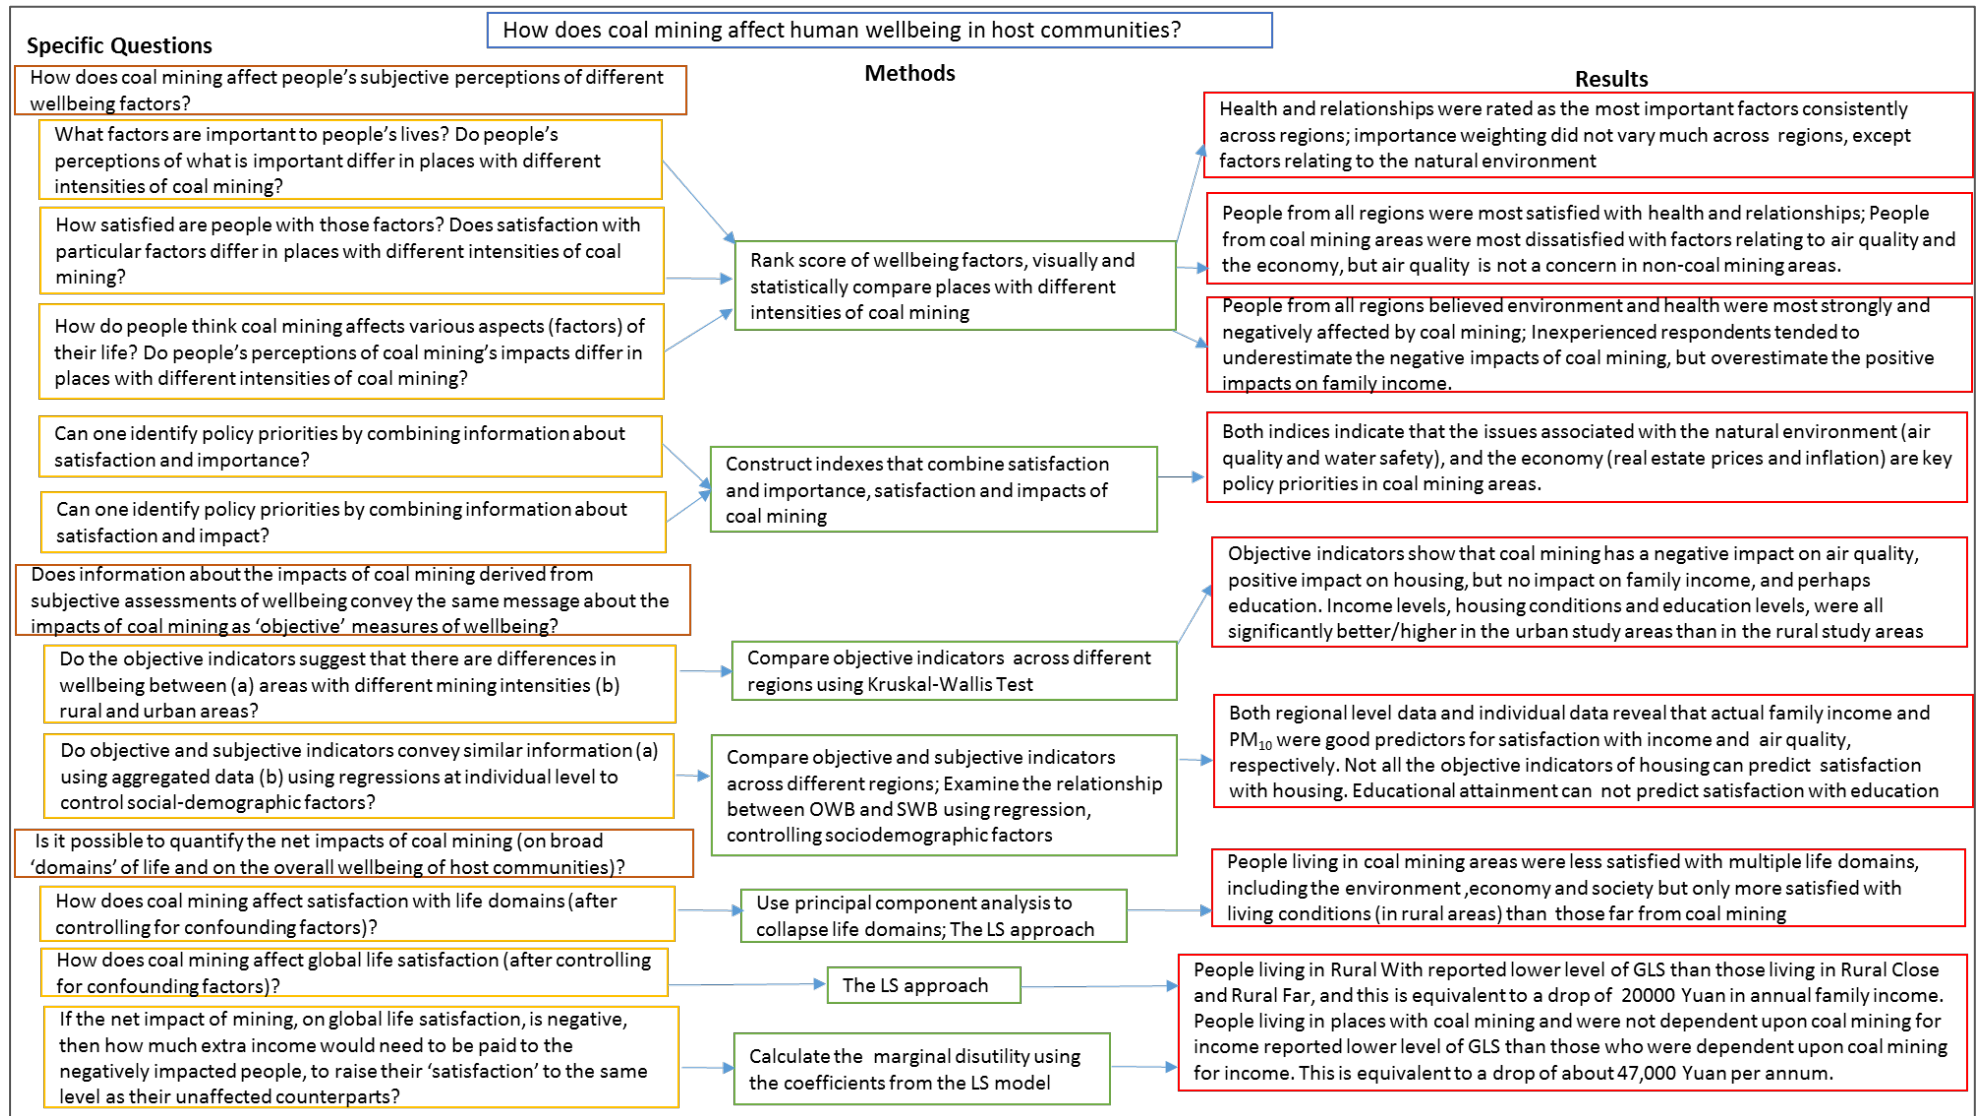 How does coal mining affect human wellbeing in host communities?
Specific Questions
Methods
Results
How does coal mining affect people's subjective perceptions of different
wellbeing factors?
What factors are important to people's lives? Do people's
perceptions of what is important differ in places with different
intensities of coal mining?
How satisfied are people with those factors? Does satisfaction with
particular factors differ in places with different intensities of coal
mining?
How do people think coal mining affects various aspects (factors) of
their life? Do people's perceptions of coal mining's impacts differ in
places with different intensities of coal mining?
Rank score of wellbeing factors, visually and
statistically compare places with different
intensities of coal mining
Health and relationships were rated as the most important factors consistently
across regions; importance weighting did not vary much across regions, except
factors relating to the natural environment
People from all regions were most satisfied with health and relationships; People
from coal mining areas were most dissatisfied with factors relating to air quality and
the economy, but air quality is not a concern in non-coal mining areas.
People from all regions believed environment and health were most strongly and
negatively affected by coal mining; Inexperienced respondents tended to
underestimate the negative impacts of coal mining, but overestimate the positive
impacts on family income.
Can one identify policy priorities by combining information about
satisfaction and importance?
Can one identify policy priorities by combining information about
satisfaction and impact?
Construct indexes that combine satisfaction
and importance, satisfaction and impacts of
coal mining
Both indices indicate that the issues associated with the natural environment (air
quality and water safety), and the economy (real estate prices and inflation) are key
policy priorities in coal mining areas.
Does information about the impacts of coal mining derived from
subjective assessments of wellbeing convey the same message about the
impacts of coal mining as 'objective' measures of wellbeing?
Do the objective indicators suggest that there are differences in
wellbeing between (a) areas with different mining intensities (b)
rural and urban areas?
Compare objective indicators across different
regions using Kruskal-Wallis Test
Objective indicators show that coal mining has a negative impact on air quality,
positive impact on housing, but no impact on family income, and perhaps
education. Income levels, housing conditions and education levels, were all
significantly better/higher in the urban study areas than in the rural study areas
Do objective and subjective indicators convey similar information (a)
using aggregated data (b) using regressions at individual level to
control social-demographic factors?
Compare objective and subjective indicators
across different regions; Examine the relationship
between OWB and SWB using regression,
controlling sociodemographic factors
Both regional level data and individual data reveal that actual family income and
PM10 were good predictors for satisfaction with income and air quality,
respectively. Not all the objective indicators of housing can predict satisfaction
with housing. Educational attainment can not predict satisfaction with education
Is it possible to quantify the net impacts of coal mining (on broad
'domains' of life and on the overall wellbeing of host communities)?
How does coal mining affect satisfaction with life domains (after
controlling for confounding factors)?
Use principal component analysis to
collapse life domains; The LS approach
People living in coal mining areas were less satisfied with multiple life domains,
including the environment ,economy and society but only more satisfied with
living conditions (in rural areas) than those far from coal mining
How does coal mining affect global life satisfaction (after controlling
for confounding factors)?
The LS approach
If the net impact of mining, on global life satisfaction, is negative,
then how much extra income would need to be paid to the
negatively impacted people, to raise their 'satisfaction' to the same
level as their unaffected counterparts?
Calculate the marginal disutility using
the coefficients from the LS model
People living in Rural With reported lower level of GLS than those living in Rural Close
and Rural Far, and this is equivalent to a drop of 20000 Yuan in annual family income.
People living in places with coal mining and were not dependent upon coal mining for
income reported lower level of GLS than those who were dependent upon coal mining
for income. This is equivalent to a drop of about 47,000 Yuan per annum.